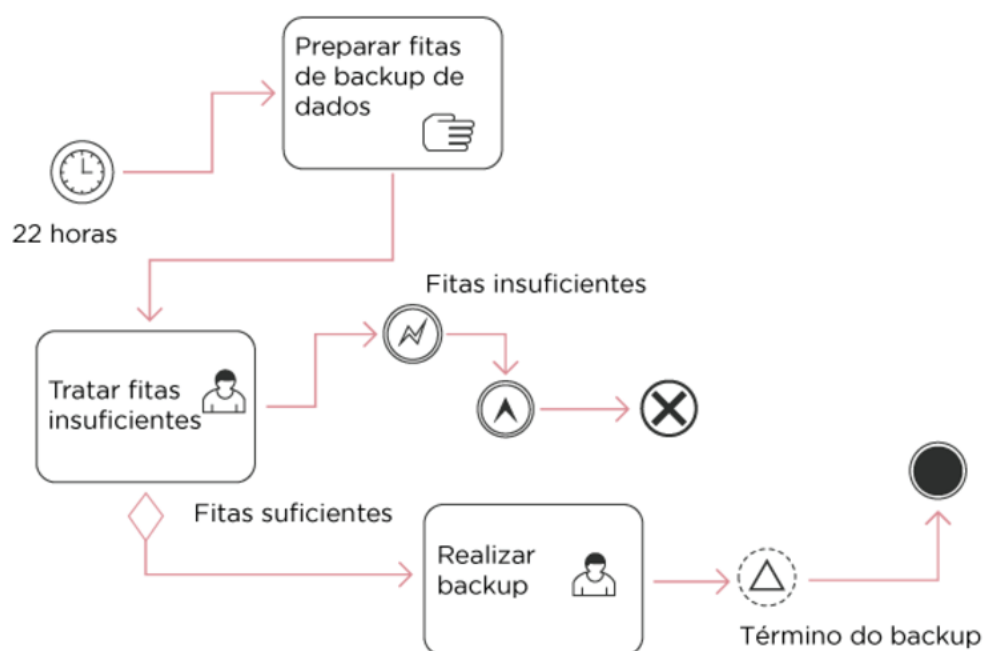 Preparar fitas
de backup de
dados
22 horas
Fitas insuficientes
Tratar fitas
insuficientes
Fitas suficientes
Realizar
backup
Término do backup